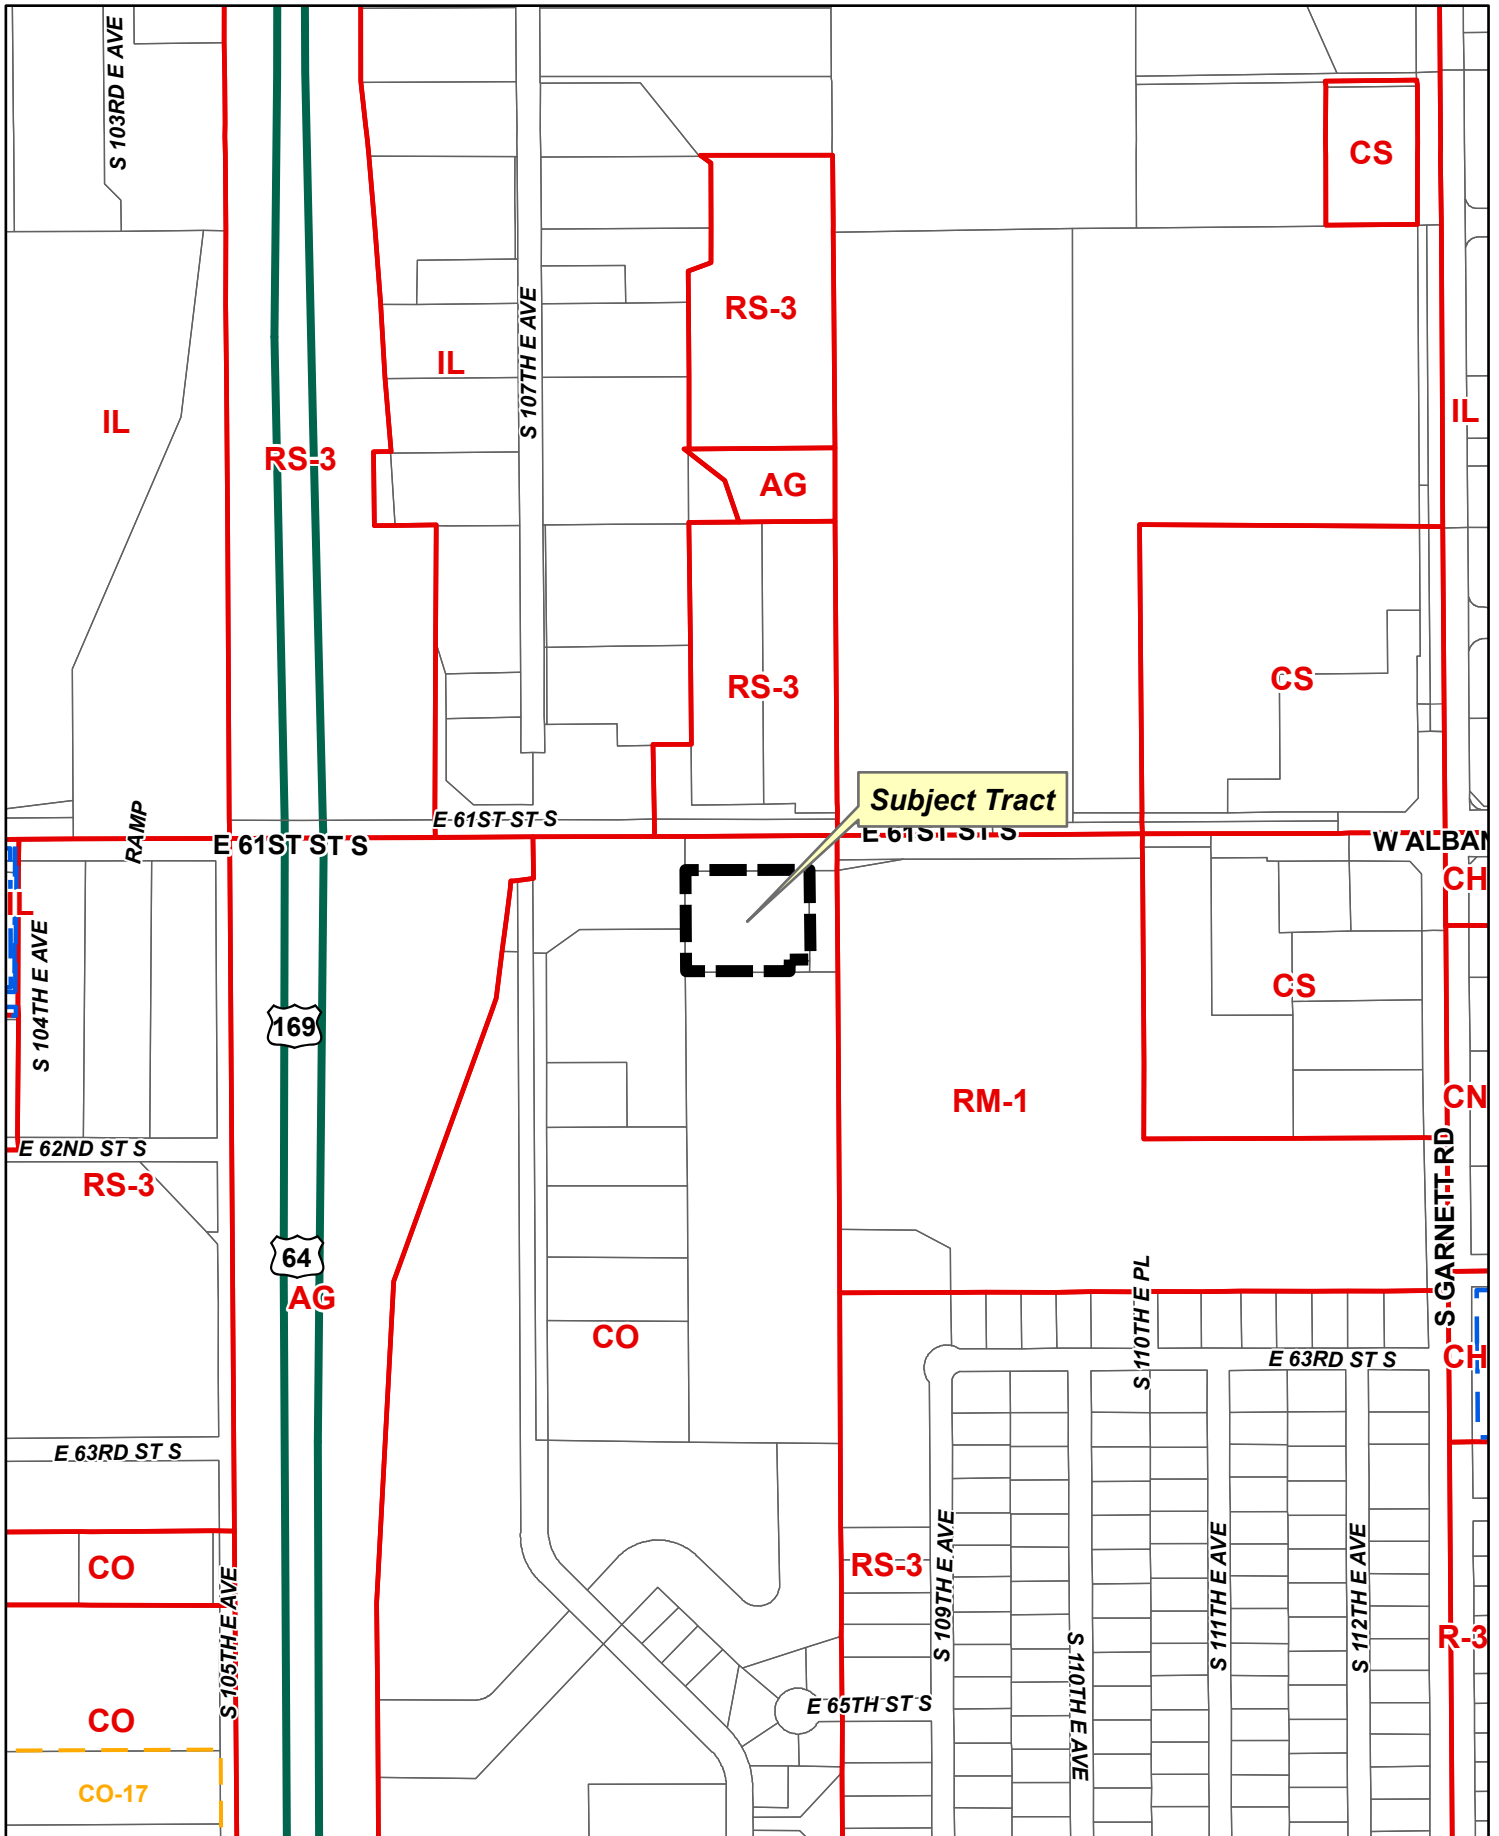 S 103RD E AVE
CS
S 107TH E AVE
RS-3
IL
IL
IL
RS-3
AG
CS
RS-3
Subject Tract
RAMP
E 61ST ST S
E 61ST ST S
E 61ST ST S
W ALBAN
CH
IL
S 104TH E AVE
CS
169
RM-1
CN
E 62ND ST S
RS-3
S GARNETT RD
64
AG
S 110TH E PL
CO
CH
E 63RD ST S
E 63RD ST S
CO
RS-3
S 105TH E AVE
S 109TH E AVE
S 110TH E AVE
S 111TH E AVE
S 112TH E AVE
R-3
CO
E 65TH ST S
CO-17